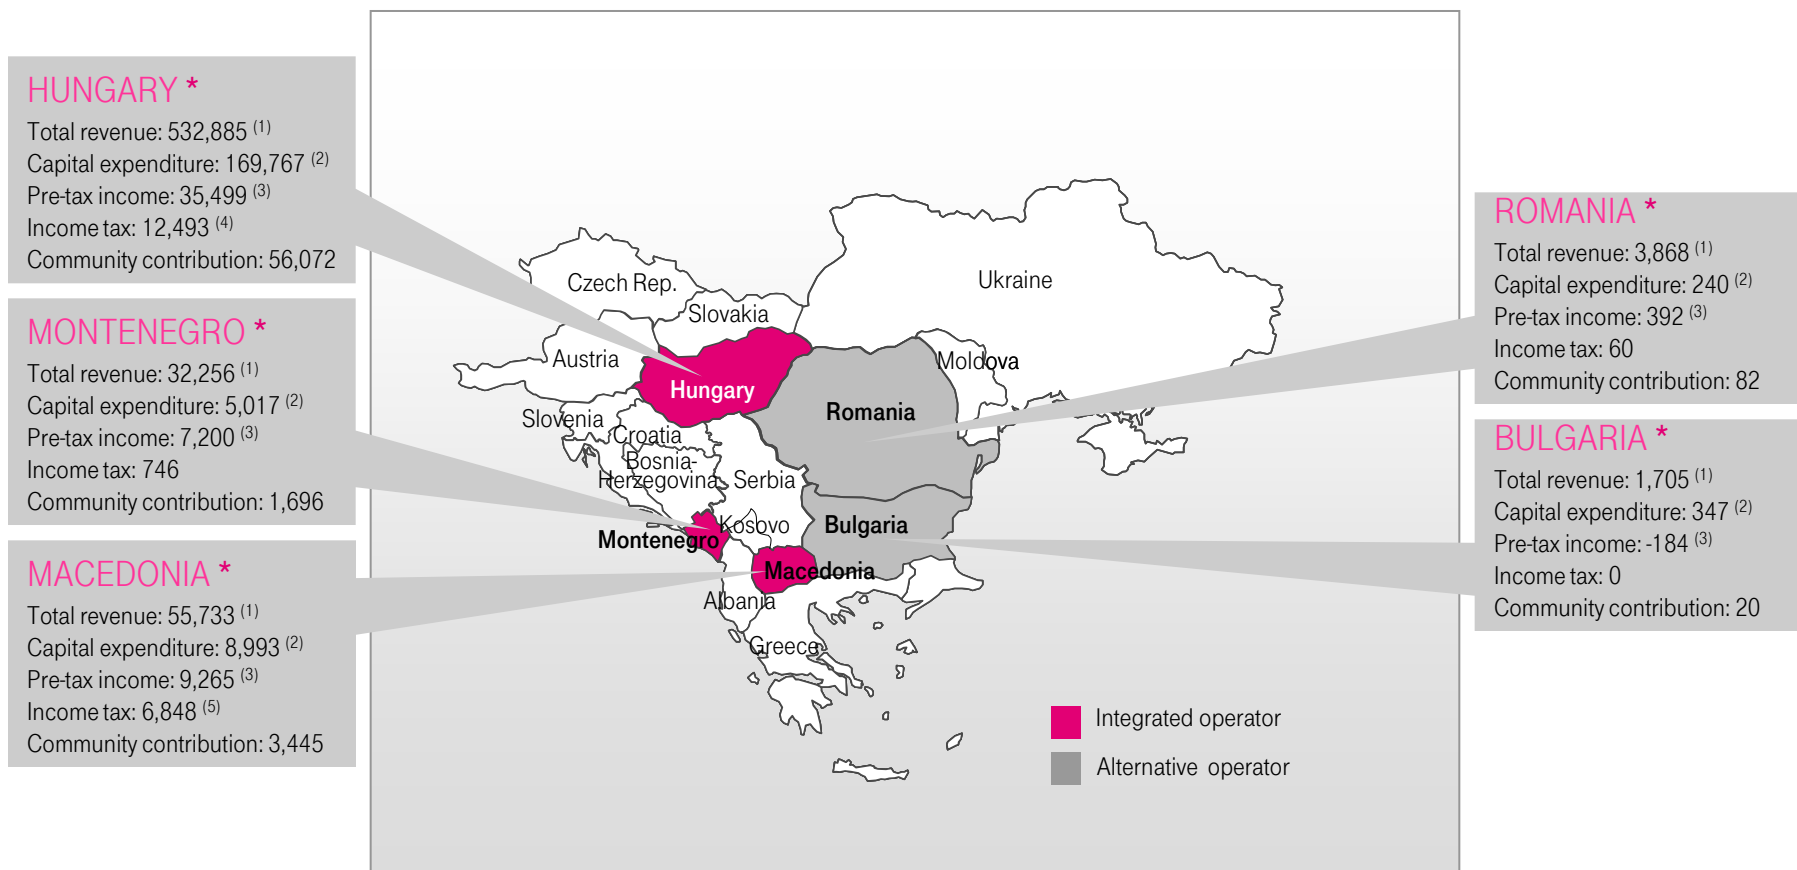 HUNGARY *
Total revenue: 532,885 (1)
Capital expenditure: 169,767 (2)
Pre-tax income: 35,499 (3)
Income tax: 12,493 (4)
Community contribution: 56,072
MONTENEGRO *
Total revenue: 32,256 (1)
Capital expenditure: 5,017 (2)
Pre-tax income: 7,200 (3)
Income tax: 746
Community contribution: 1,696
MACEDONIA *
Total revenue: 55,733 (1)
Capital expenditure: 8,993 (2)
Pre-tax income: 9,265 (3)
Income tax: 6,848 (5)
Community contribution: 3,445
Czech Rep.
Ukraine
Slovakia
Austria
Moldova
Hungary
Romania
Slovenia
Croatia
Bosnia-
Herzegovina
Serbia
Kosovo
Bulgaria
Montenegro
Macedonia
Albania
Greece
Integrated operator
Alternative operator
ROMANIA *
Total revenue: 3,868 (1)
Capital expenditure: 240 (2)
Pre-tax income: 392 (3)
Income tax: 60
Community contribution: 82
BULGARIA *
Total revenue: 1,705 (1)
Capital expenditure: 347 (2)
Pre-tax income: -184 (3)
Income tax: 0
Community contribution: 20